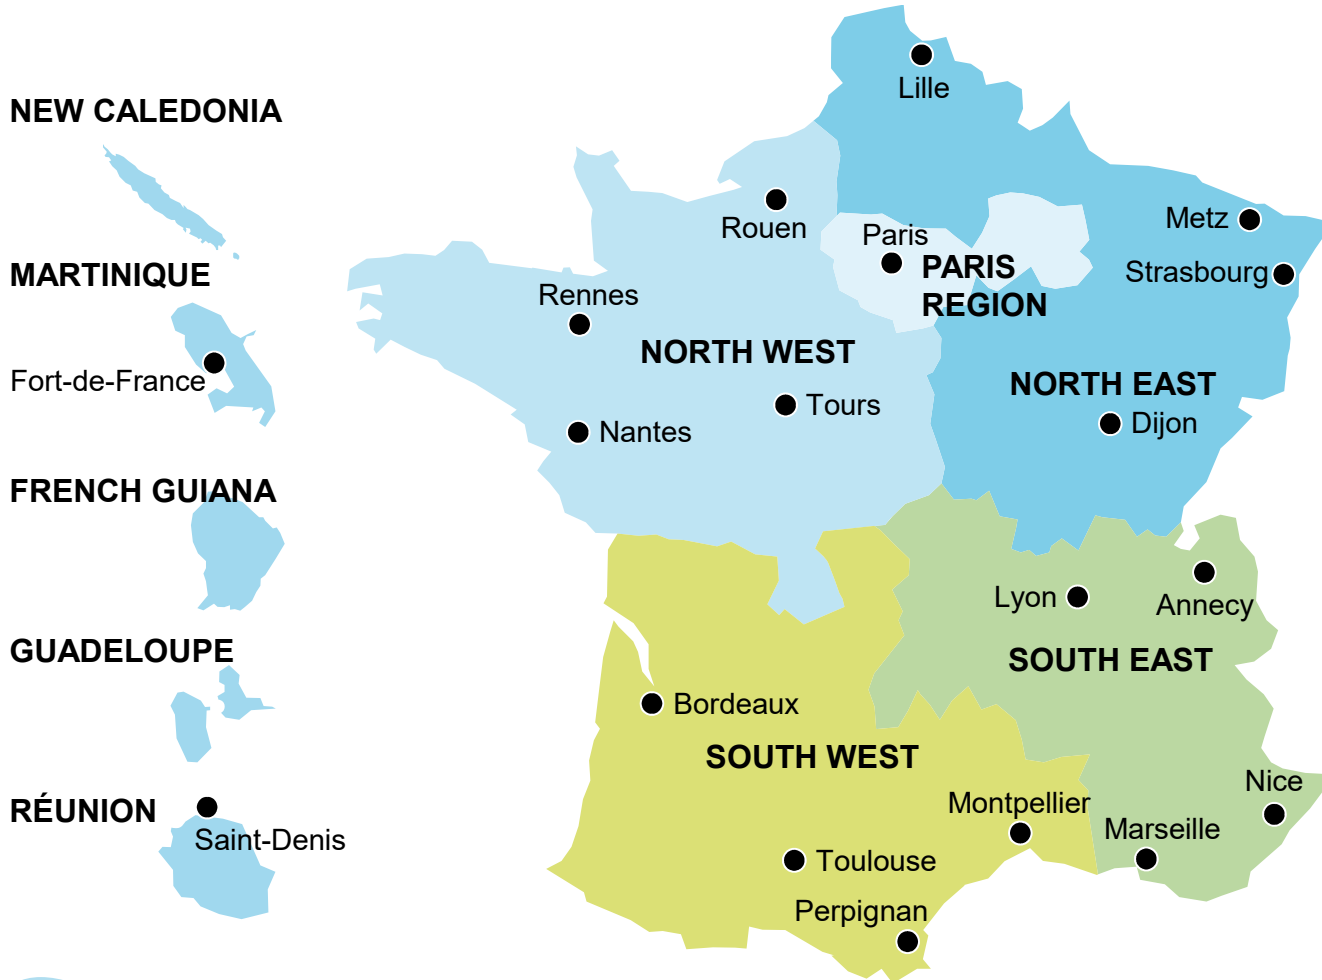 NEW CALEDONIA
MARTINIQUE
Fort-de-France
FRENCH GUIANA
GUADELOUPE
RÉUNION
Saint-Denis
Lille
Rouen
Paris
PARIS
REGION
Metz
Strasbourg
Rennes
NORTH WEST
NORTH EAST
Tours
Dijon
Nantes
Lyon
Annecy
SOUTH EAST
Bordeaux
SOUTH WEST
Nice
Montpellier
Marseille
Toulouse
Perpignan